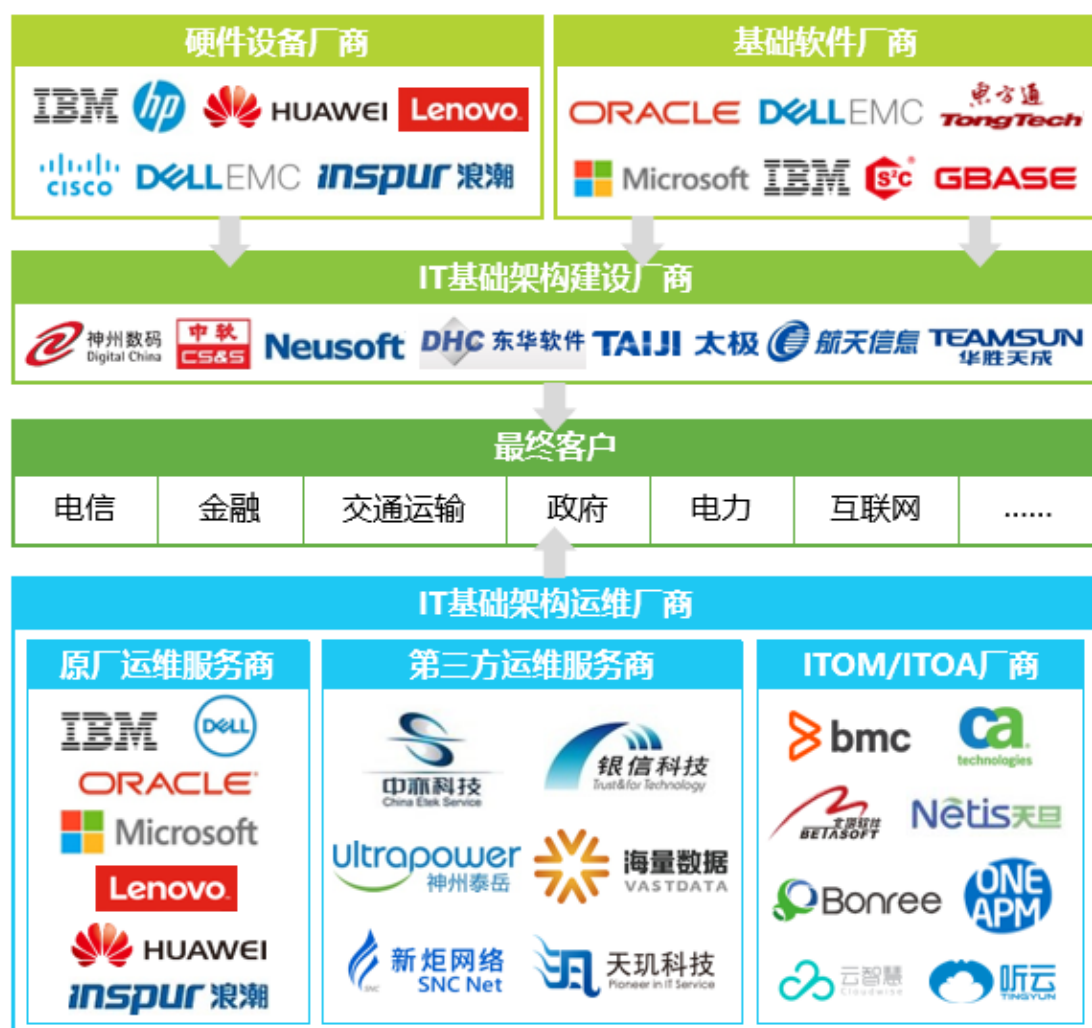 硬件设备厂商
IBM hp HUAWEI Lenovo.
CISCO DELLEMC inspur 浪潮
基础软件厂商
ORACLE DELLEMC 东方通 TongTech
Microsoft IBM S²C GBASE
IT基础架构建设厂商
神州数码 Digital China 中软 CS&S Neusoft DHC 东华软件 TAIJI 太极 航天信息 TEAMSUN 华胜天成
最终客户
电信 金融 交通运输 政府 电力 互联网 ......
IT基础架构运维厂商
原厂运维服务商
IBM DELL
ORACLE
Microsoft
Lenovo.
HUAWEI
inspur 浪潮
第三方运维服务商
中亦科技 China Etek Service
银信科技 Trust&for Technology
Ultrapower 神州泰岳
海量数据 VASTDATA
SNC 新炬网络 SNC Net
天玑科技 Pioneer in IT Service
ITOM/ITOA厂商
bmc ca technologies
北塔软件 BETASOFT Netis天旦
Bonree ONE APM
云智慧 Cloudwise 听云 TINGYUN